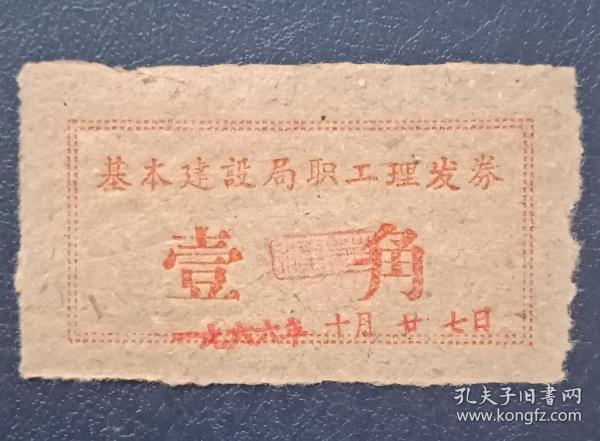 基本建設局职工理发券
壹角
一九六六年十月廿七日
孔夫子旧书网
www.kongfz.com